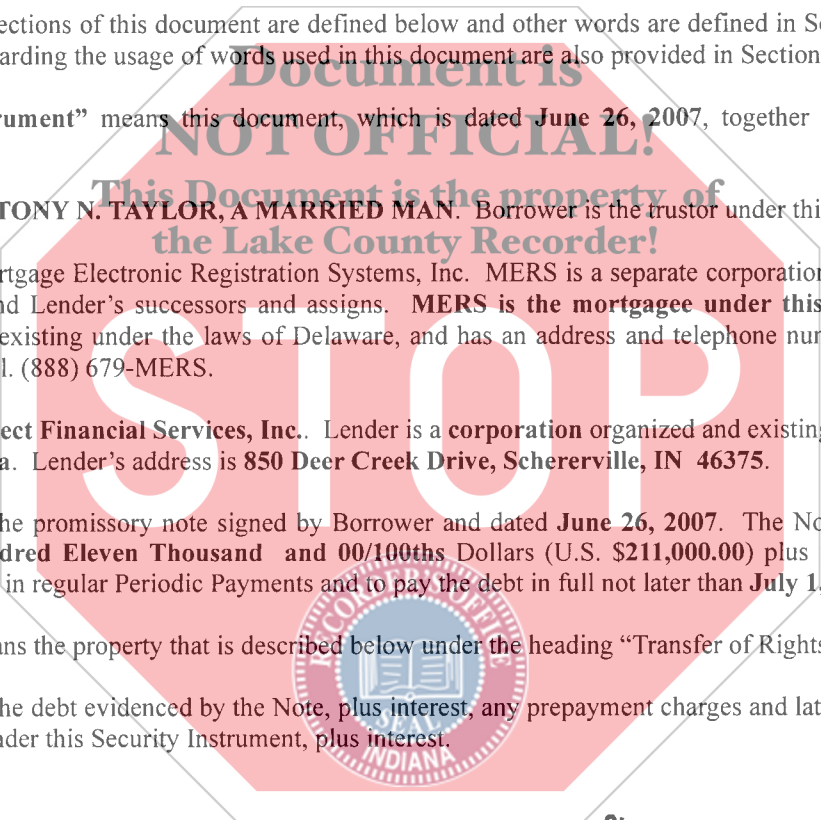 ections of this document are defined below and other words are defined in Se
arding the usage of words used in this document are also provided in Section
Document is
rument” means this document, which is dated June 26, 2007, together
NOT OFFICIAL!
This Document is the property of
TONY N. TAYLOR, A MARRIED MAN. Borrower is the trustor under thi
the Lake County Recorder!
rtgage Electronic Registration Systems, Inc. MERS is a separate corporation
nd Lender’s successors and assigns. MERS is the mortgagee under this
existing under the laws of Delaware, and has an address and telephone num
l. (888) 679-MERS.
STOP
ect Financial Services, Inc.. Lender is a corporation organized and existing
a. Lender’s address is 850 Deer Creek Drive, Schererville, IN 46375.
he promissory note signed by Borrower and dated June 26, 2007. The No
dred Eleven Thousand and 00/100ths Dollars (U.S. $211,000.00) plus
in regular Periodic Payments and to pay the debt in full not later than July 1,
RECORDER'S OFFICE
ans the property that is described below under the heading “Transfer of Rights
he debt evidenced by the Note, plus interest, any prepayment charges and lat
SEAL
nder this Security Instrument, plus interest.
INDIANA